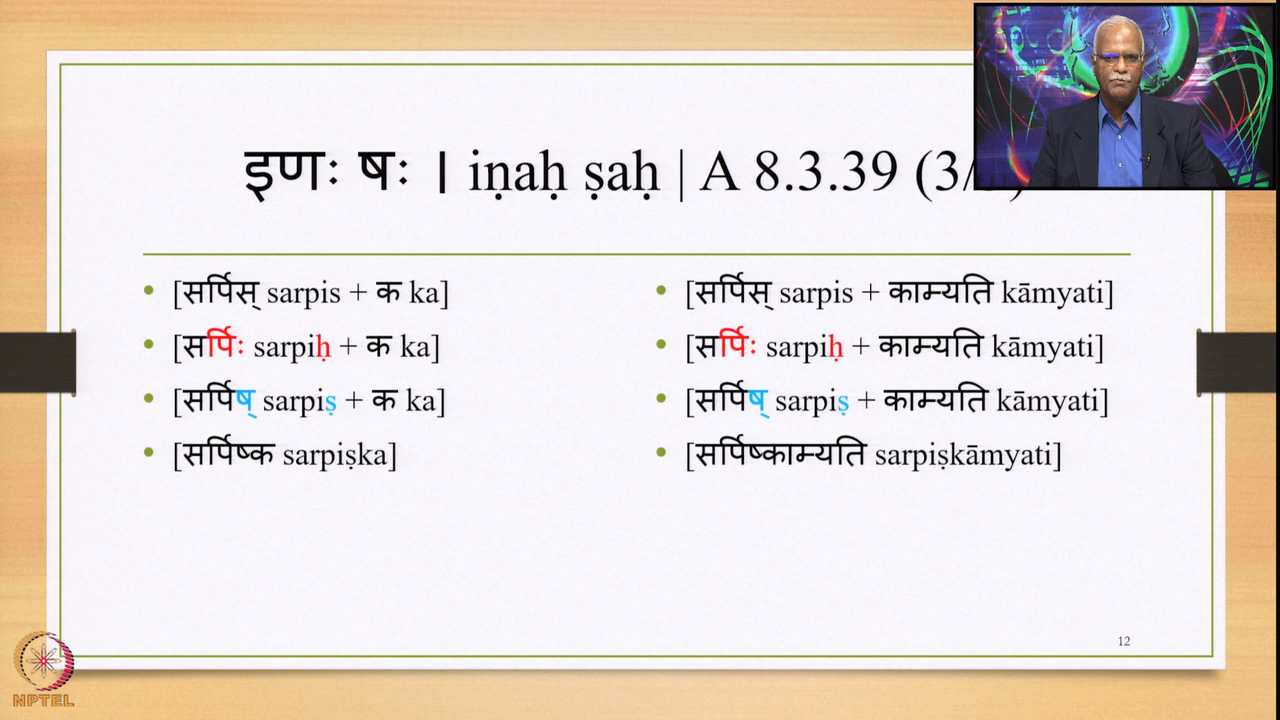 इणः षः । iṇaḥ ṣaḥ | A 8.3.39 (3/
[सर्पिस् sarpis + क ka]
[सर्पिः sarpiḥ + क ka]
[सर्पिष् sarpiṣ + क ka]
[सर्पिष्क sarpiṣka]
[सर्पिस् sarpis + काम्यति kāmyati]
[सर्पिः sarpiḥ + काम्यति kāmyati]
[सर्पिष् sarpiṣ + काम्यति kāmyati]
[सर्पिष्काम्यति sarpiṣkāmyati]
12
NPTEL